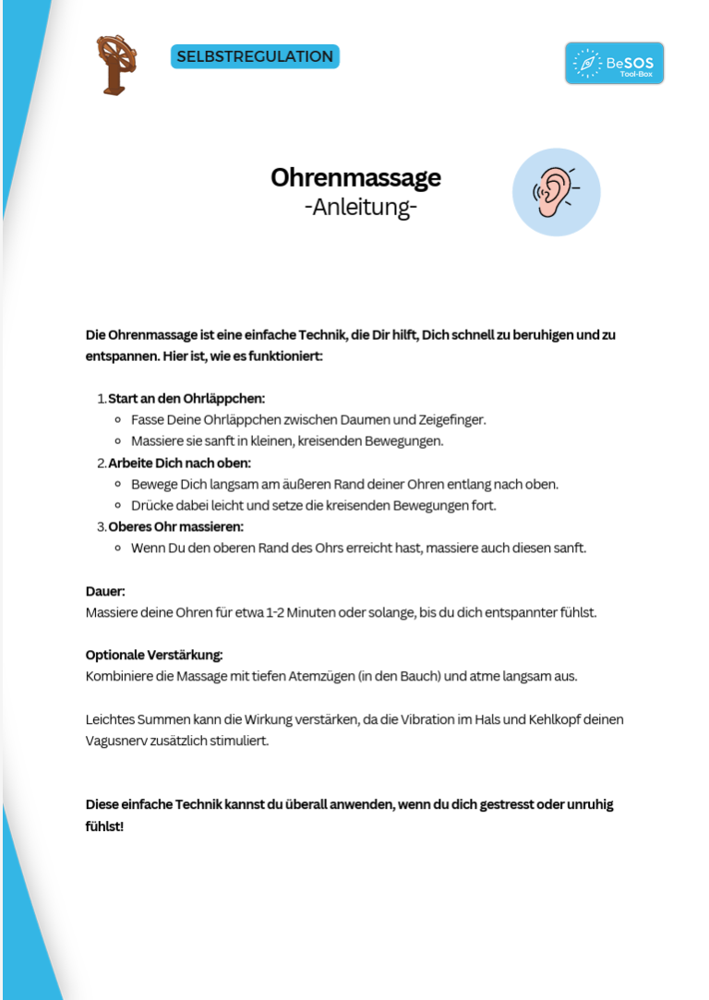 SELBSTREGULATION
BeSOS
Tool-Box
Ohrenmassage
-Anleitung-
Die Ohrenmassage ist eine einfache Technik, die Dir hilft, Dich schnell zu beruhigen und zu
entspannen. Hier ist, wie es funktioniert:
1. Start an den Ohrläppchen:
◦ Fasse Deine Ohrläppchen zwischen Daumen und Zeigefinger.
◦ Massiere sie sanft in kleinen, kreisenden Bewegungen.
2. Arbeite Dich nach oben:
◦ Bewege Dich langsam am äußeren Rand deiner Ohren entlang nach oben.
◦ Drücke dabei leicht und setze die kreisenden Bewegungen fort.
3. Oberes Ohr massieren:
◦ Wenn Du den oberen Rand des Ohrs erreicht hast, massiere auch diesen sanft.
Dauer:
Massiere deine Ohren für etwa 1-2 Minuten oder solange, bis du dich entspannter fühlst.
Optionale Verstärkung:
Kombiniere die Massage mit tiefen Atemzügen (in den Bauch) und atme langsam aus.
Leichtes Summen kann die Wirkung verstärken, da die Vibration im Hals und Kehlkopf deinen
Vagusnerv zusätzlich stimuliert.
Diese einfache Technik kannst du überall anwenden, wenn du dich gestresst oder unruhig
fühlst!